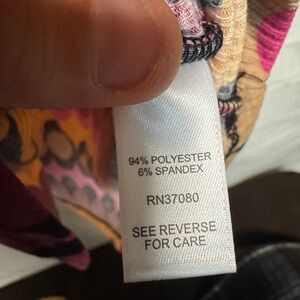 94% POLYESTER
6% SPANDEX
RN37080
SEE REVERSE
FOR CARE